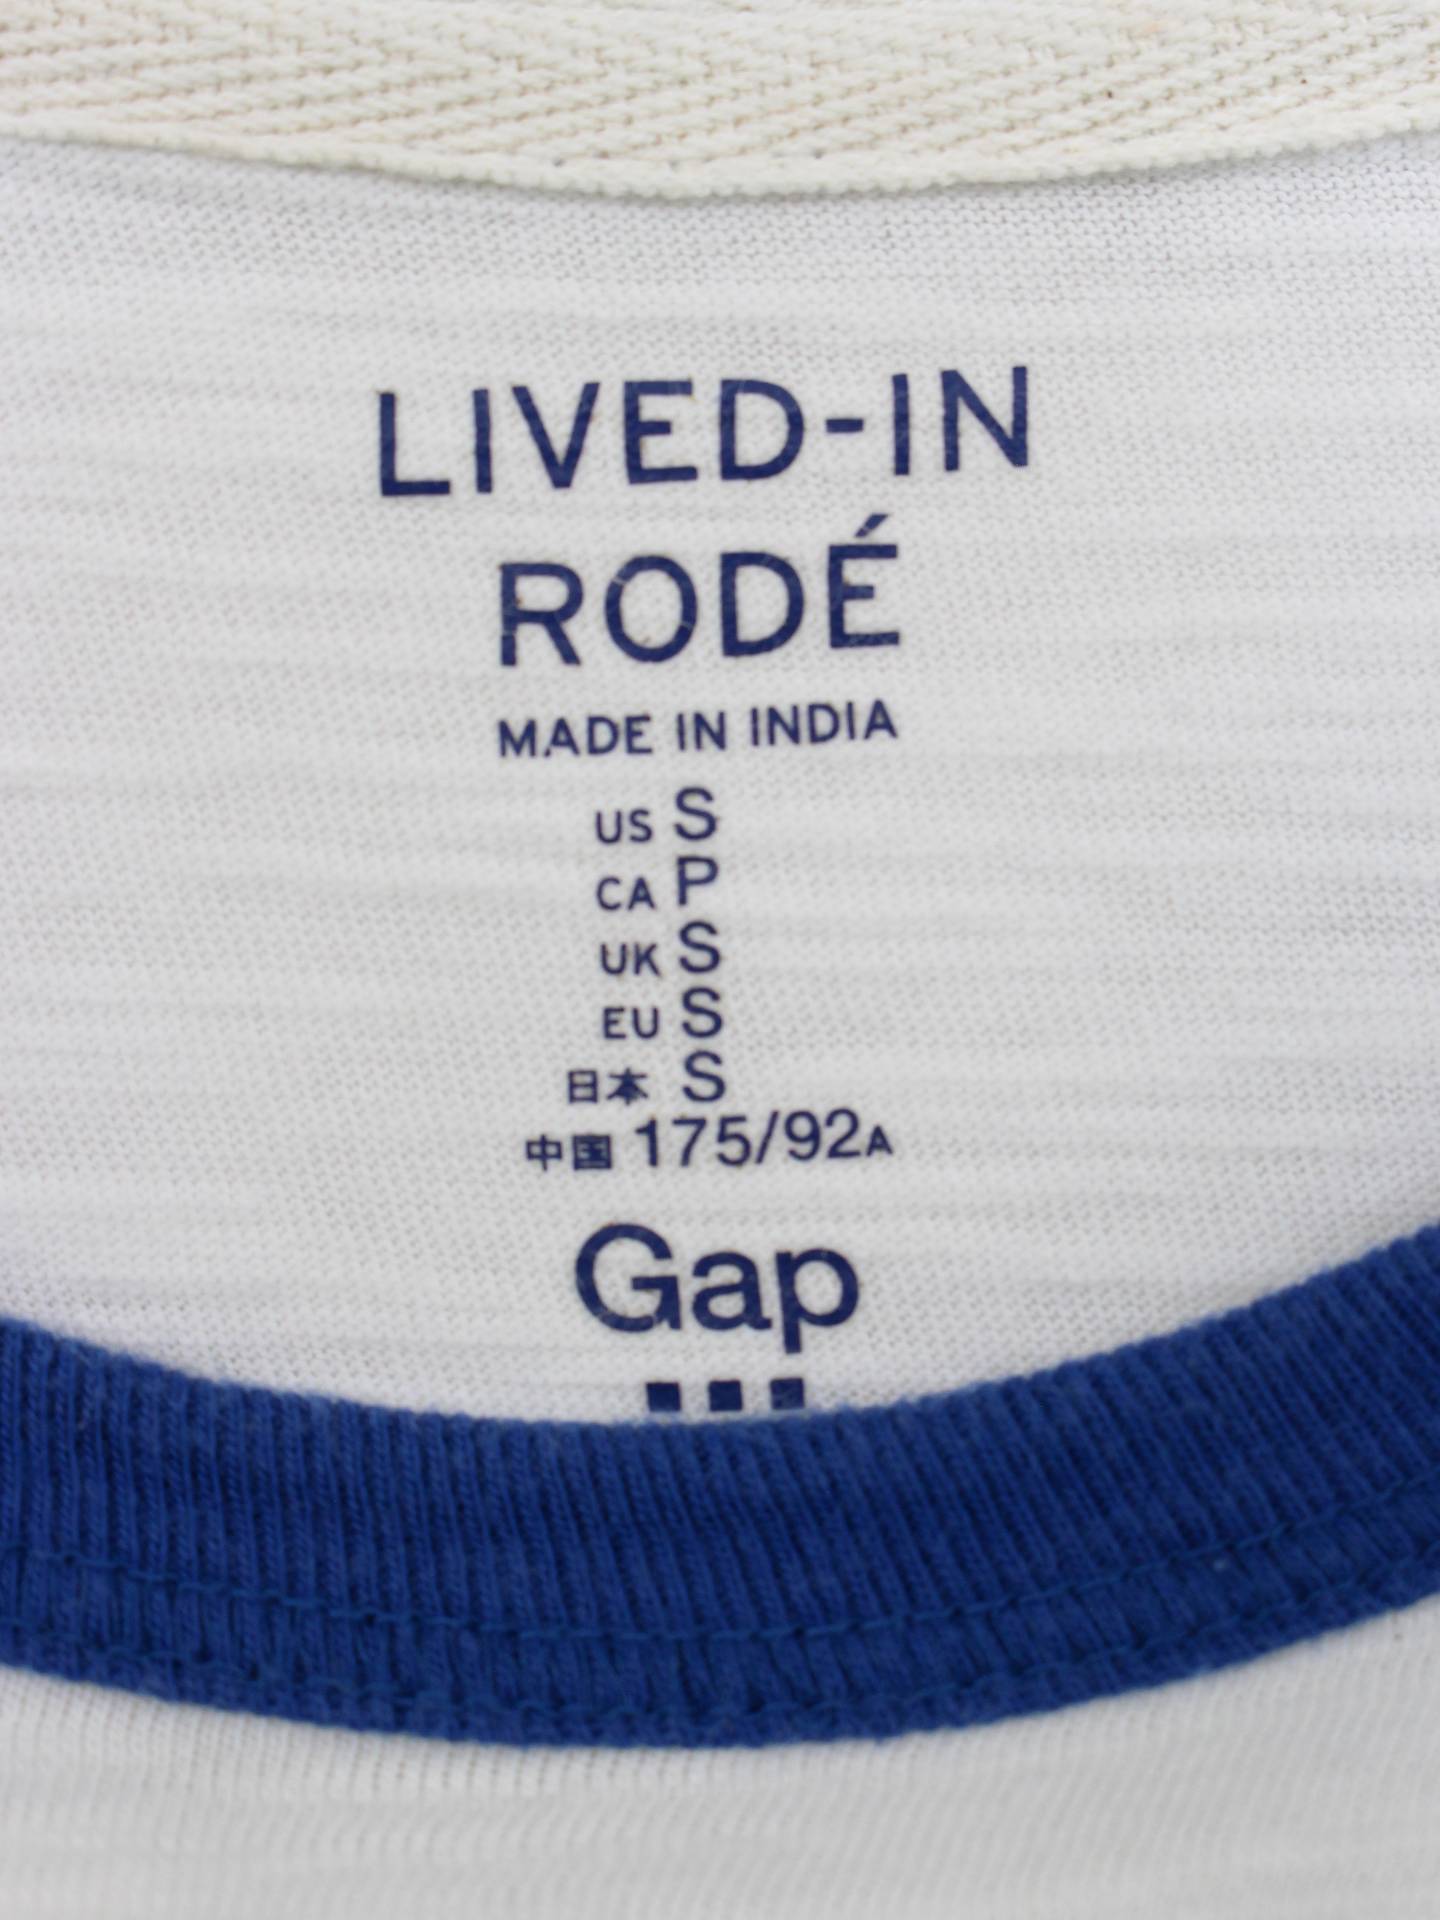 LIVED-IN
RODÉ
MADE IN INDIA
US S
CA P
UK S
EU S
日本 S
中国 175/92A
Gap